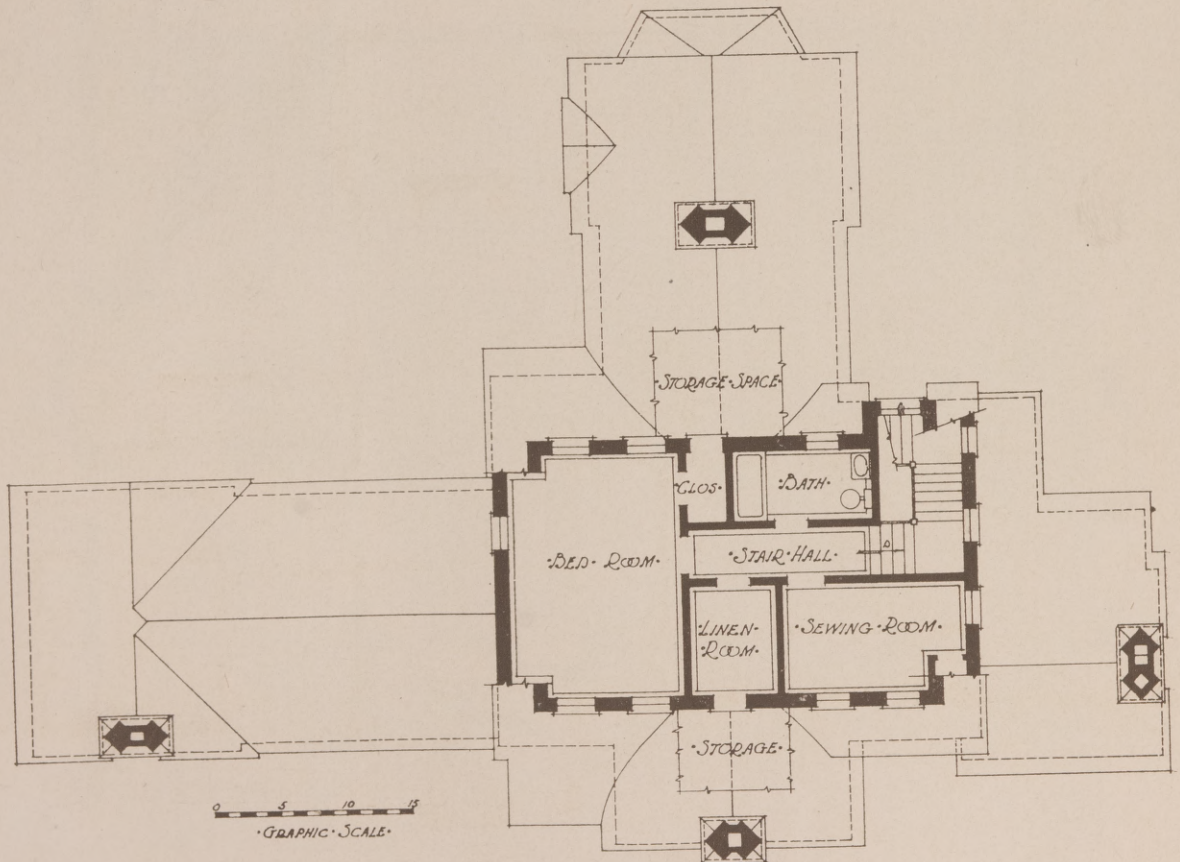 ·STORAGE·SPACE·
·CLOS·
·BATH·
·BED·ROOM·
·STAIR·HALL·
D
·LINEN·
·ROOM·
·SEWING·ROOM·
·STORAGE·
0 5 10 15
·GRAPHIC·SCALE·